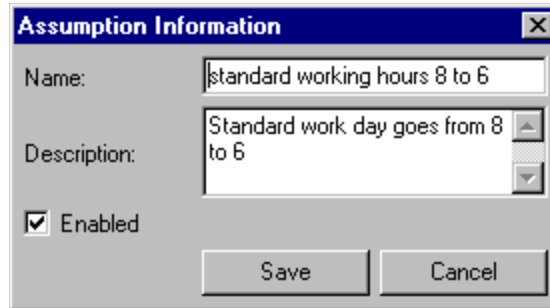 Assumption Information
Name:
standard working hours 8 to 6
Description:
Standard work day goes from 8
to 6
Enabled
Save
Cancel